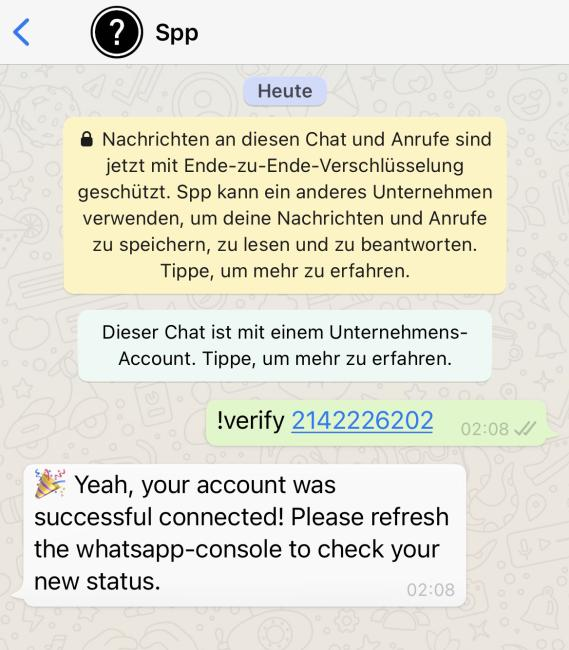 ?
Spp
Heute
Nachrichten an diesen Chat und Anrufe sind
jetzt mit Ende-zu-Ende-Verschlüsselung
geschützt. Spp kann ein anderes Unternehmen
verwenden, um deine Nachrichten und Anrufe
zu speichern, zu lesen und zu beantworten.
Tippe, um mehr zu erfahren.
Dieser Chat ist mit einem Unternehmens-
Account. Tippe, um mehr zu erfahren.
!verify 2142226202
02:08
🎉 Yeah, your account was
successful connected! Please refresh
the whatsapp-console to check your
new status.
02:08